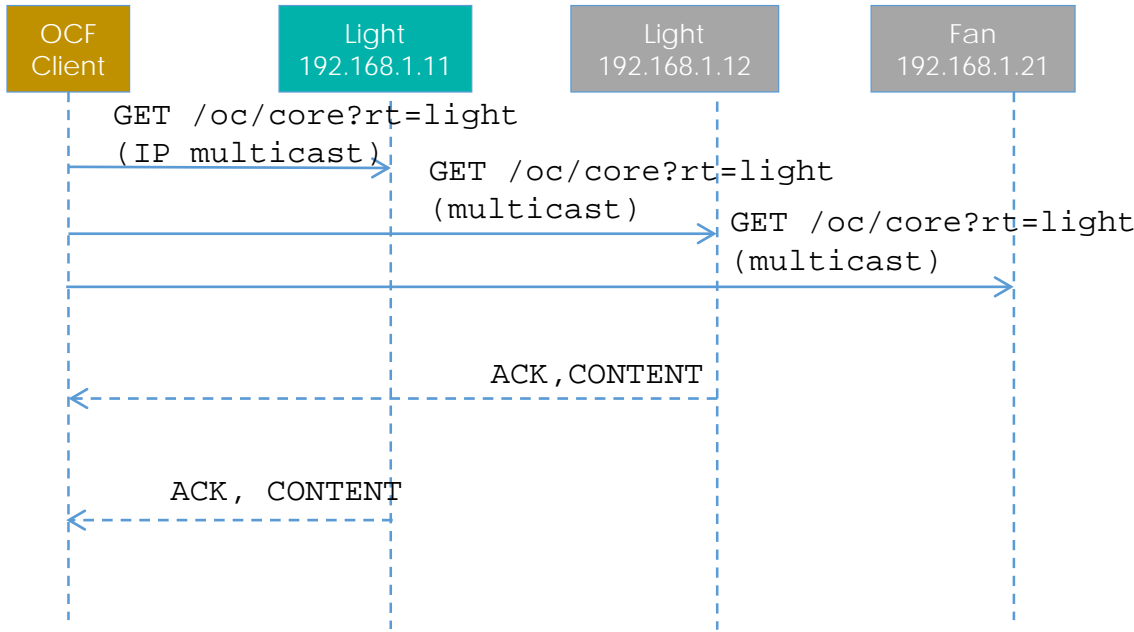 OCF
Client
Light
192.168.1.11
Light
192.168.1.12
Fan
192.168.1.21
GET /oc/core?rt=light
(IP multicast)
GET /oc/core?rt=light
(multicast)
GET /oc/core?rt=light
(multicast)
ACK,CONTENT
ACK, CONTENT